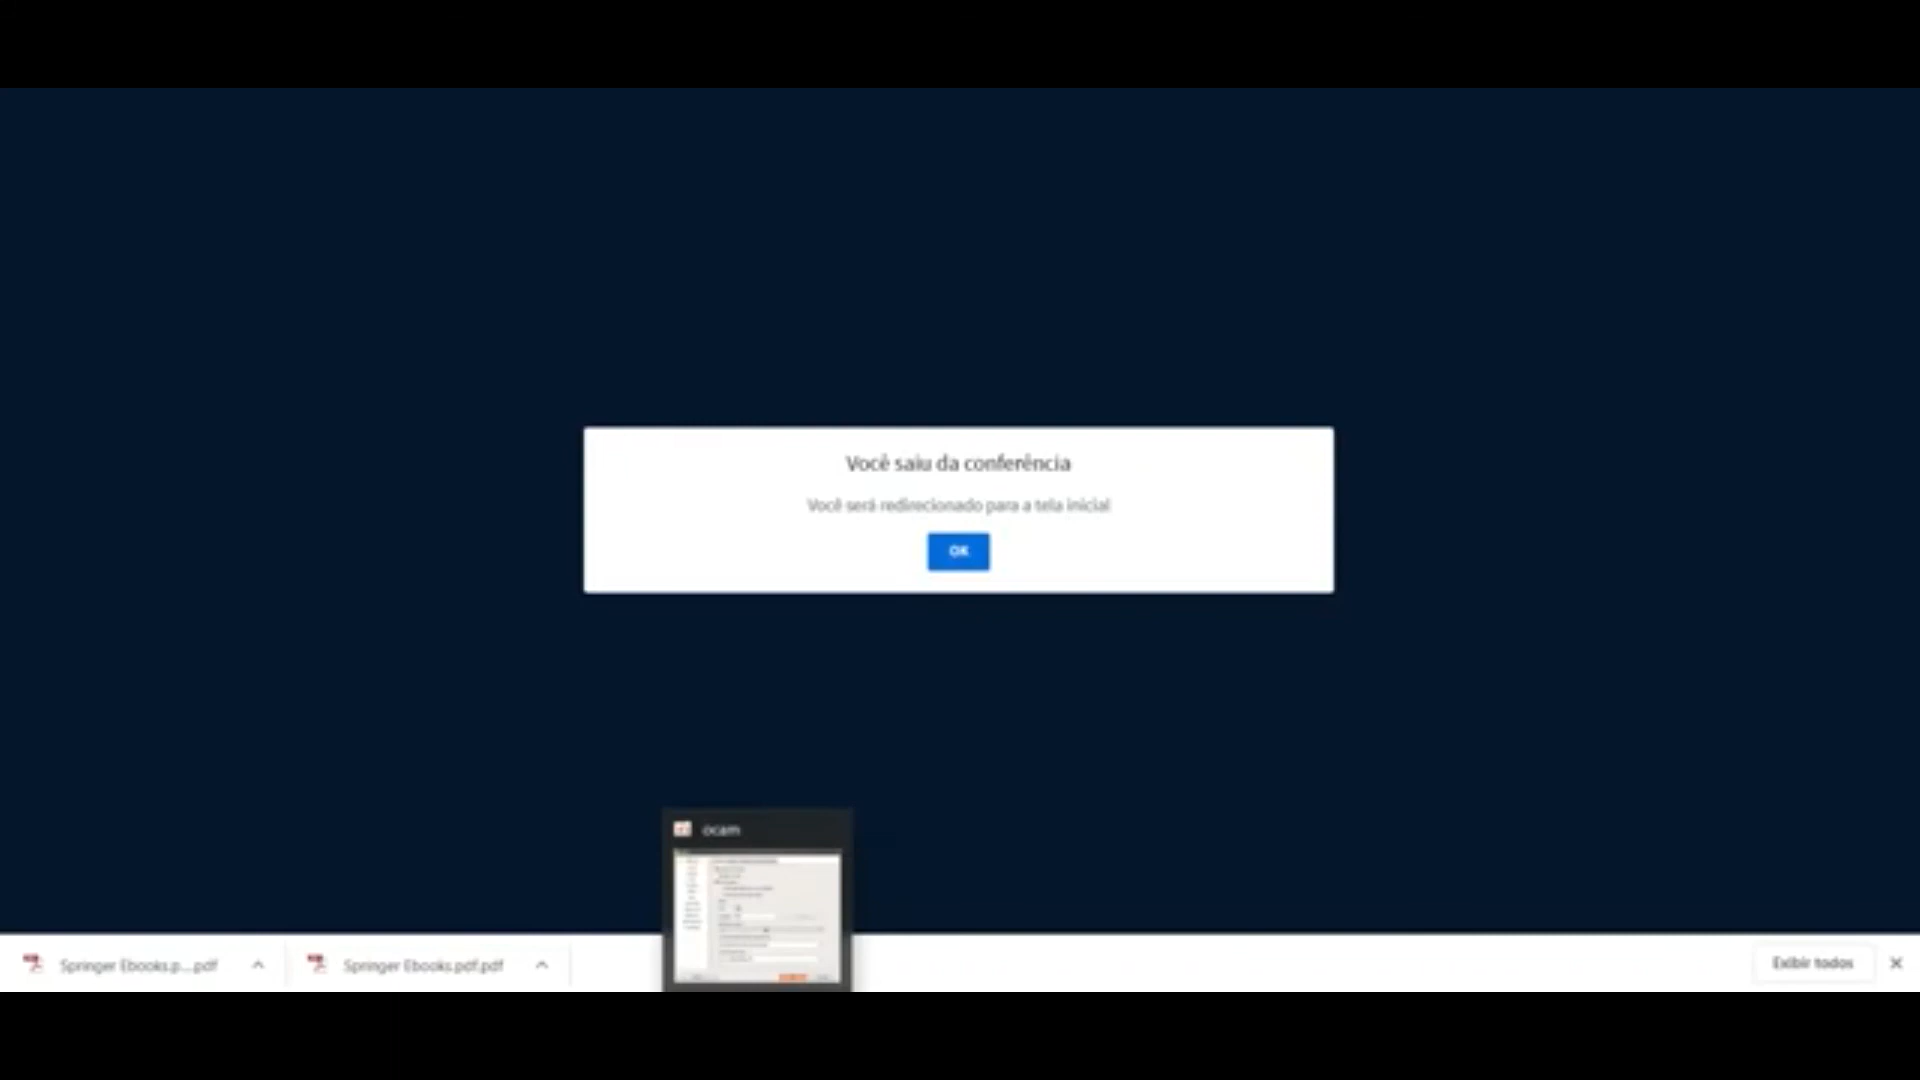 Você saiu da conferência
Você será redirecionado para a tela inicial
OK
ocam
Springer Ebooks.p....pdf
Springer Ebooks.pdf.pdf
Exibir todos